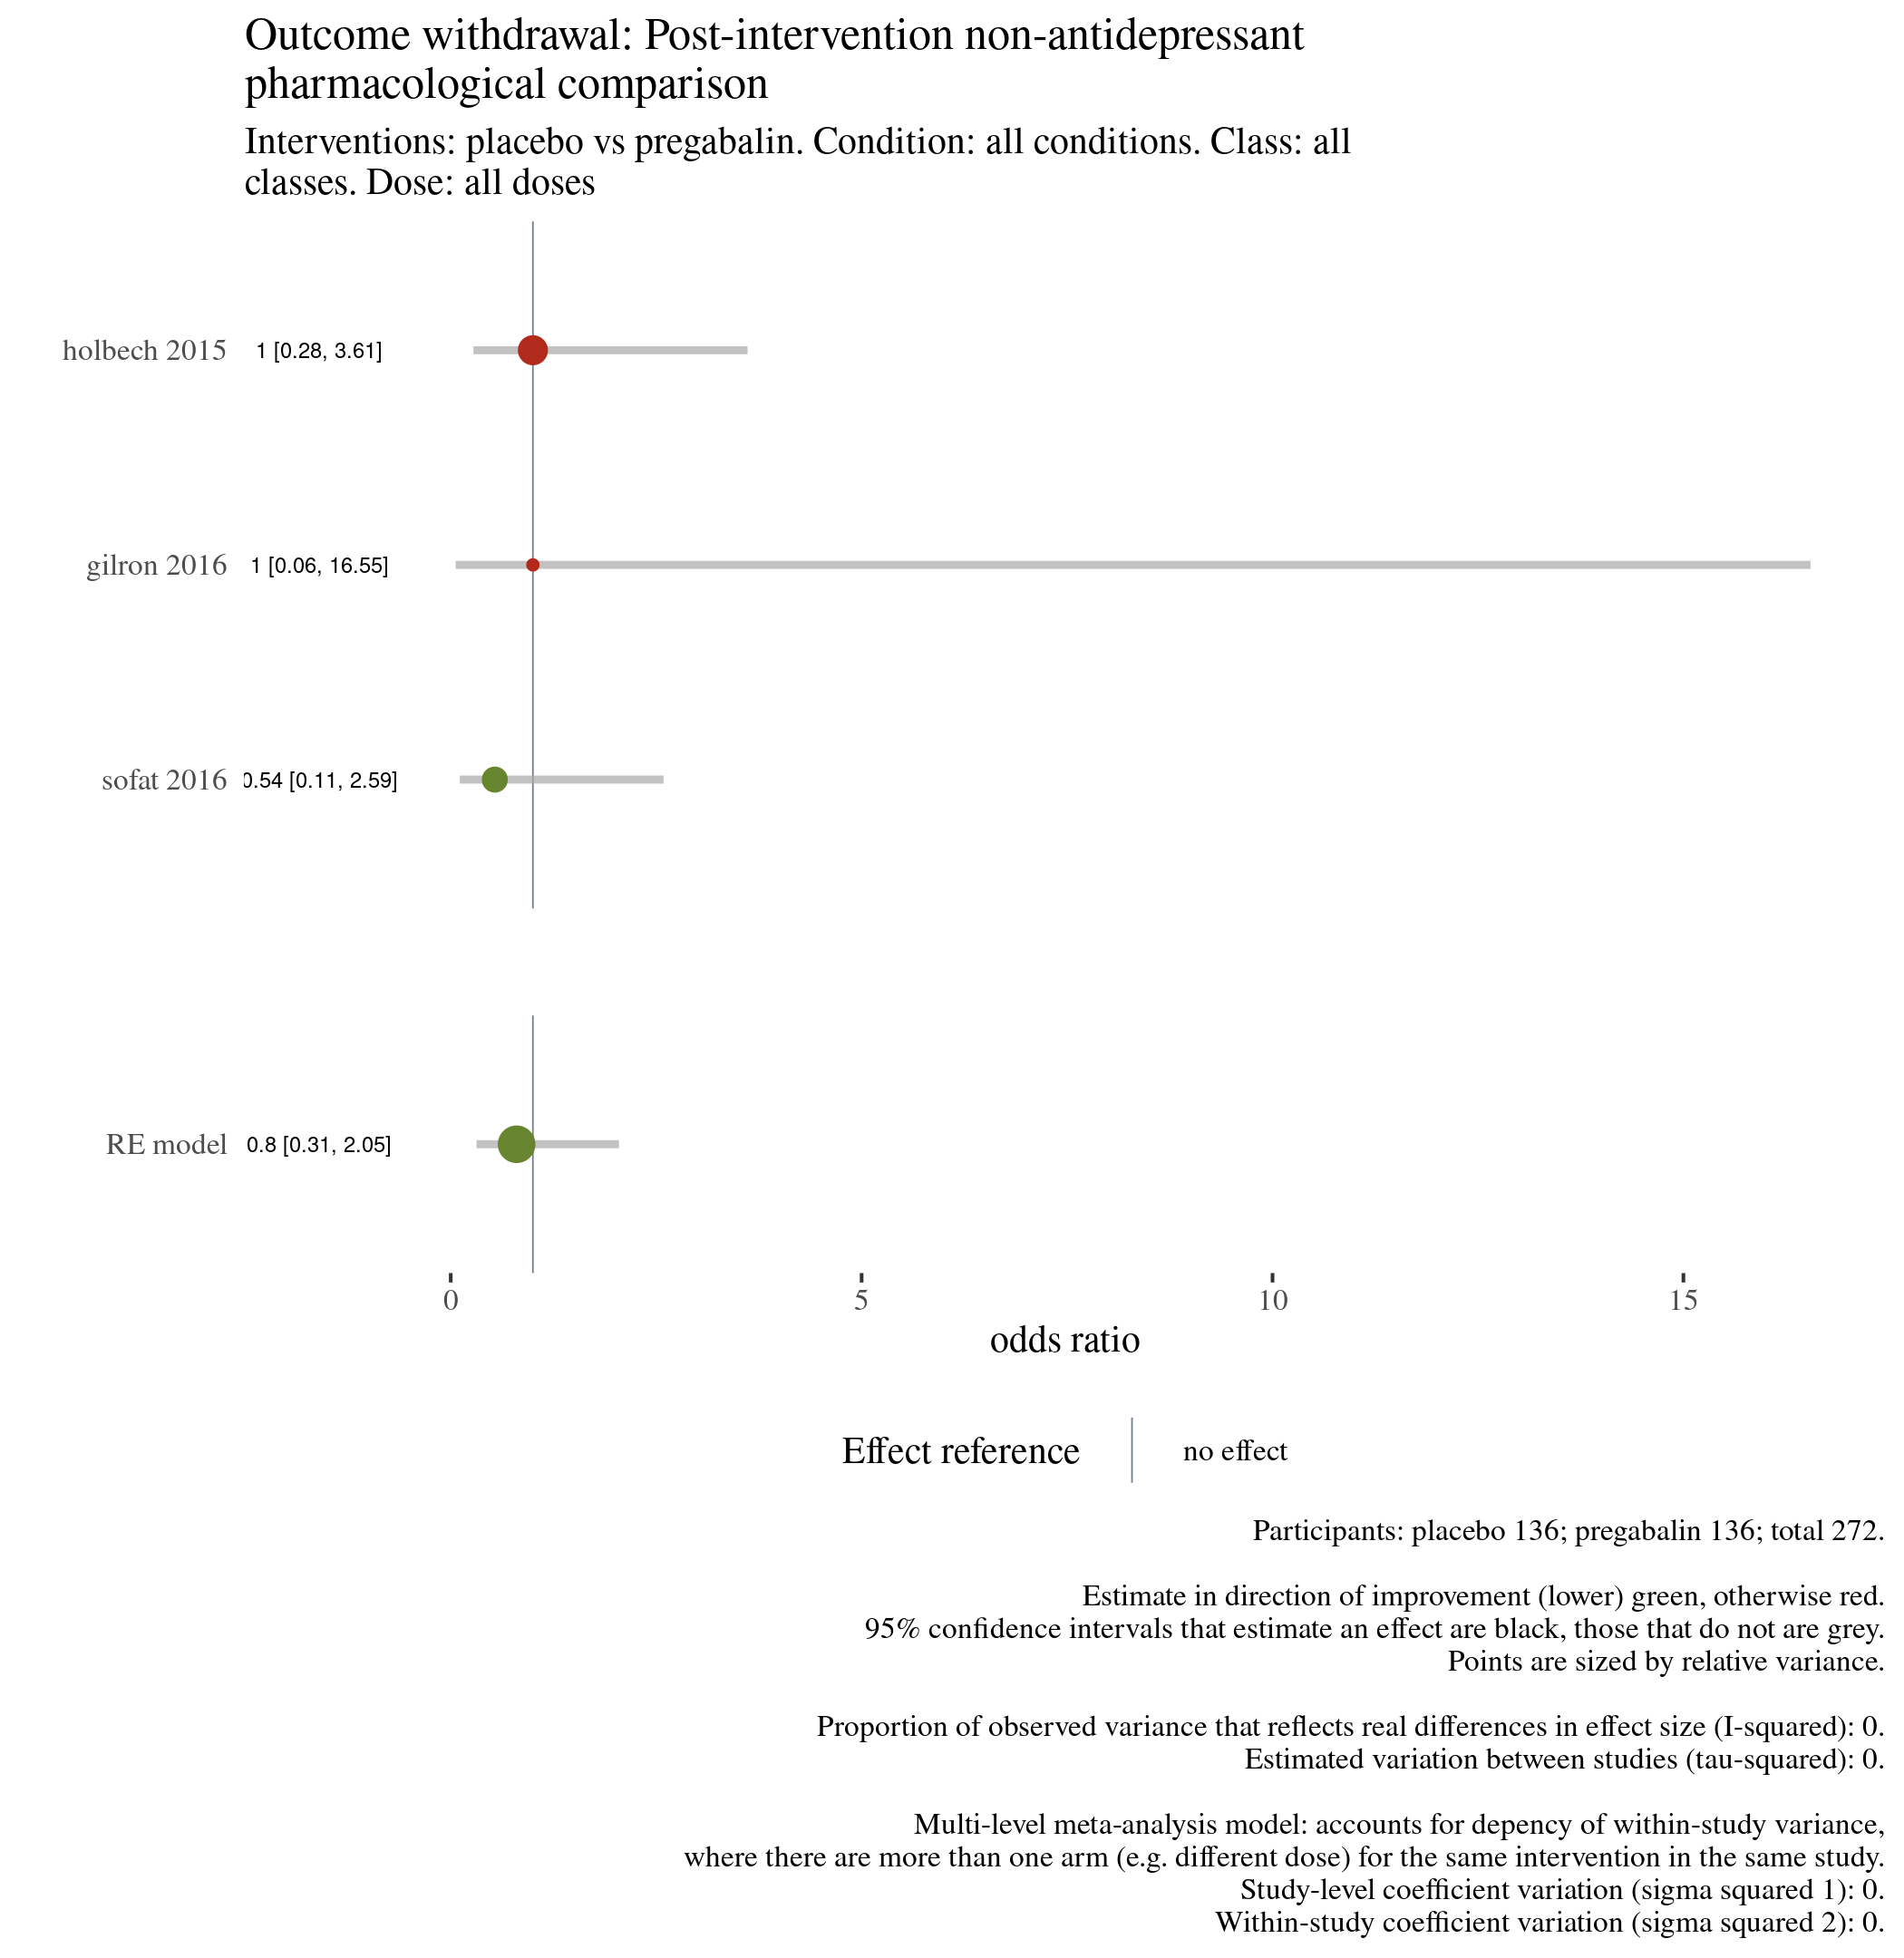 Outcome withdrawal: Post-intervention non-antidepressant
pharmacological comparison
Interventions: placebo vs pregabalin. Condition: all conditions. Class: all
classes. Dose: all doses
holbech 2015 1 [0.28, 3.61]
gilron 2016 1 [0.06, 16.55]
sofat 2016 0.54 [0.11, 2.59]
RE model 0.8 [0.31, 2.05]
0 5 10 15
odds ratio
Effect reference no effect
Participants: placebo 136; pregabalin 136; total 272.
Estimate in direction of improvement (lower) green, otherwise red.
95% confidence intervals that estimate an effect are black, those that do not are grey.
Points are sized by relative variance.
Proportion of observed variance that reflects real differences in effect size (I-squared): 0.
Estimated variation between studies (tau-squared): 0.
Multi-level meta-analysis model: accounts for depency of within-study variance,
where there are more than one arm (e.g. different dose) for the same intervention in the same study.
Study-level coefficient variation (sigma squared 1): 0.
Within-study coefficient variation (sigma squared 2): 0.